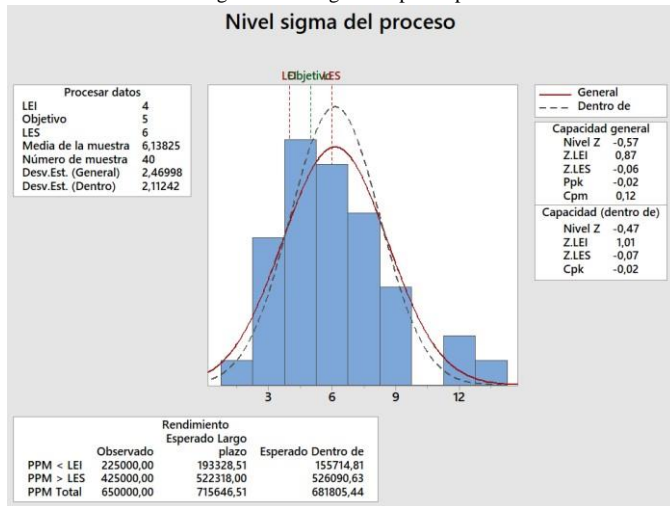 Nivel sigma del proceso
Procesar datos
LEI 4
Objetivo 5
LES 6
Media de la muestra 6,13825
Número de muestra 40
Desv.Est. (General) 2,46998
Desv.Est. (Dentro) 2,11242
LEI Objetivo LES
General
Dentro de
Capacidad general
Nivel Z -0,57
Z.LEI 0,87
Z.LES -0,06
Ppk -0,02
Cpm 0,12
Capacidad (dentro de)
Nivel Z -0,47
Z.LEI 1,01
Z.LES -0,07
Cpk -0,02
3 6 9 12
Rendimiento
Esperado Largo
Observado plazo Esperado Dentro de
PPM < LEI 225000,00 193328,51 155714,81
PPM > LES 425000,00 522318,00 526090,63
PPM Total 650000,00 715646,51 681805,44